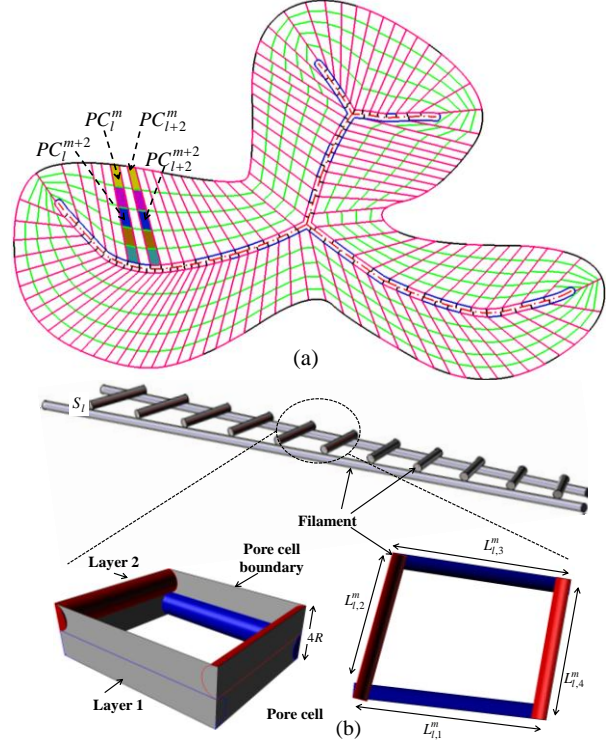 PC_l^m PC_{l+2}^m
PC_l^{m+2} PC_{l+2}^{m+2}
(a)
S_l
Filament
Layer 2
Pore cell
boundary
4R
Layer 1
Pore cell
L_{l,3}^m
L_{l,2}^m
L_{l,4}^m
L_{l,1}^m
(b)